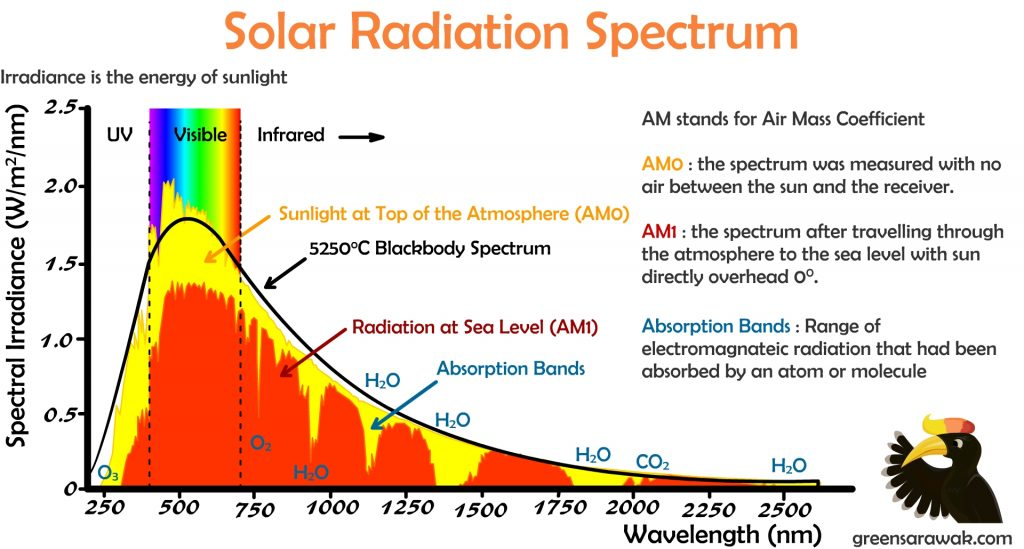 Solar Radiation Spectrum
Irradiance is the energy of sunlight
Spectral Irradiance (W/m²/nm)
2.5
2.0
1.5
1.0
0.5
0
UV
Visible
Infrared
Sunlight at Top of the Atmosphere (AM0)
5250°C Blackbody Spectrum
Radiation at Sea Level (AM1)
Absorption Bands
H₂O
H₂O
O₂
O₃
H₂O
H₂O
CO₂
H₂O
250 500 750 1000 1250 1500 1750 2000 2250 2500
Wavelength (nm)
AM stands for Air Mass Coefficient
AM0 : the spectrum was measured with no
air between the sun and the receiver.
AM1 : the spectrum after travelling through
the atmosphere to the sea level with sun
directly overhead 0°.
Absorption Bands : Range of
electromagnateic radiation that had been
absorbed by an atom or molecule
greensarawak.com